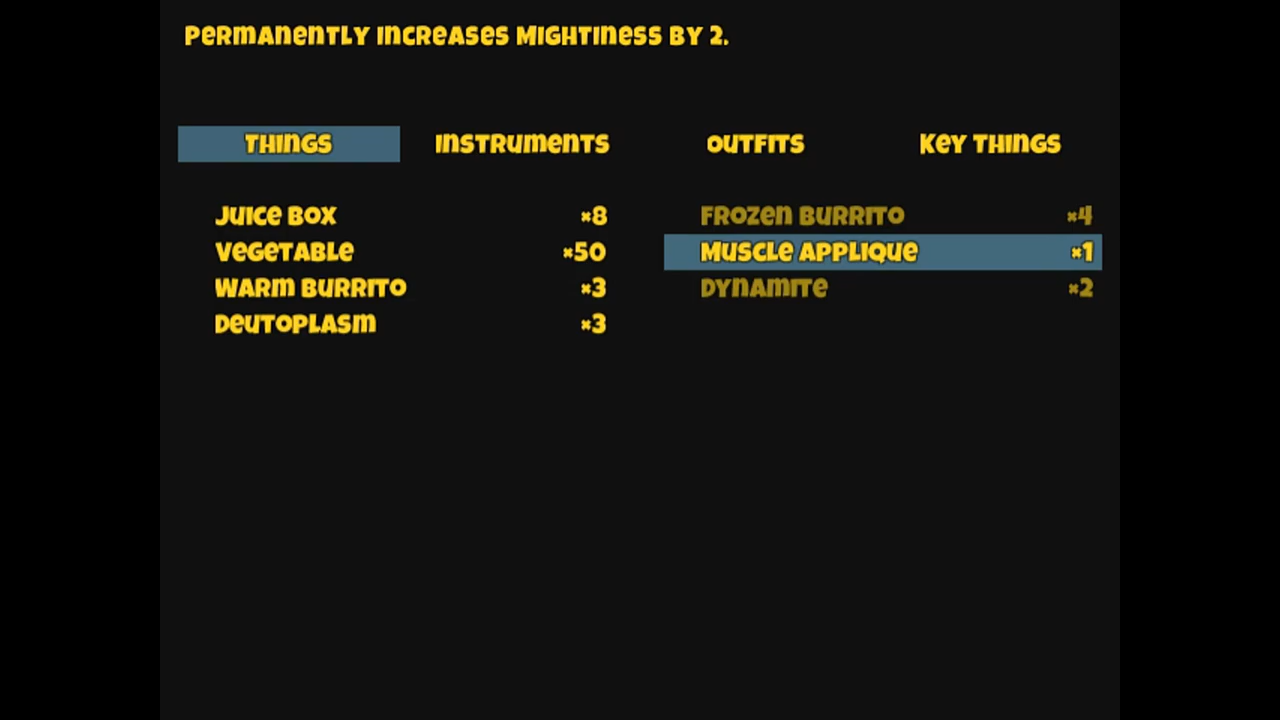 Permanently increases Mightiness by 2.
Things Instruments Outfits Key Things
Juice Box ×8 Frozen Burrito ×4
Vegetable ×50 Muscle Applique ×1
Warm Burrito ×3 Dynamite ×2
Deutoplasm ×3